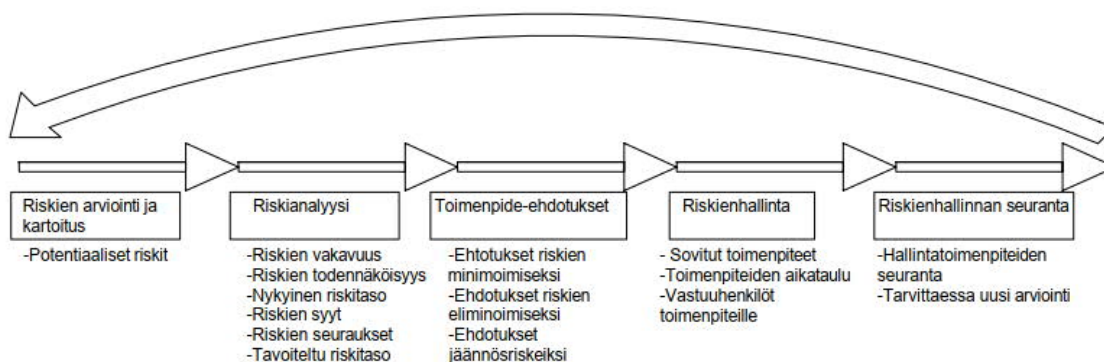 Riskien arviointi ja
kartoitus
-Potentiaaliset riskit
Riskianalyysi
-Riskien vakavuus
-Riskien todennäköisyys
-Nykyinen riskitaso
-Riskien syyt
-Riskien seuraukset
-Tavoiteltu riskitaso
Toimenpide-ehdotukset
-Ehtotukset riskien
minimoimiseksi
-Ehdotukset riskien
eliminoimiseksi
-Ehdotukset
jäännösriskeiksi
Riskienhallinta
- Sovitut toimenpiteet
-Toimenpiteiden aikataulu
-Vastuuhenkilöt
toimenpiteille
Riskienhallinnan seuranta
-Hallintatoimenpiteiden
seuranta
-Tarvittaessa uusi arviointi